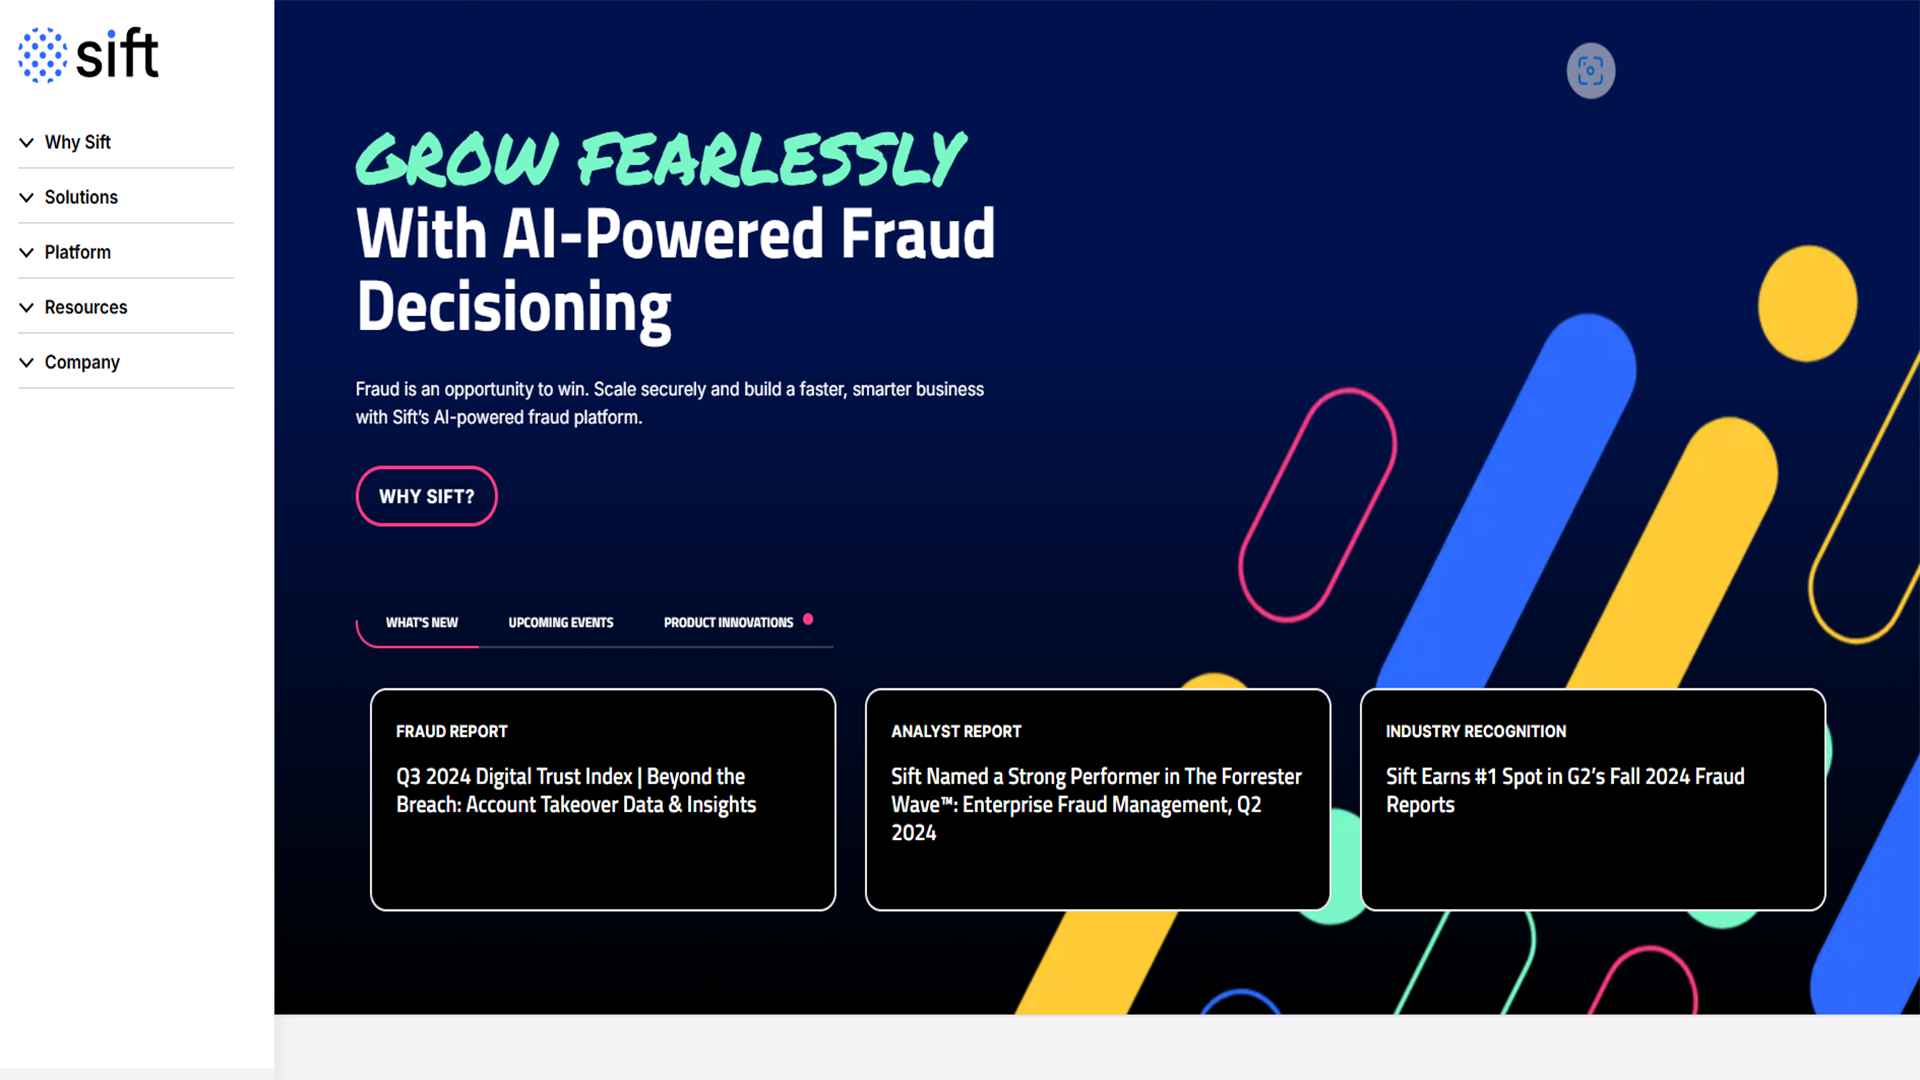 sift
Why Sift
Solutions
Platform
Resources
Company
GROW FEARLESSLY
With AI-Powered Fraud
Decisioning
Fraud is an opportunity to win. Scale securely and build a faster, smarter business
with Sift’s AI-powered fraud platform.
WHY SIFT?
WHAT'S NEW
UPCOMING EVENTS
PRODUCT INNOVATIONS
FRAUD REPORT
Q3 2024 Digital Trust Index | Beyond the
Breach: Account Takeover Data & Insights
ANALYST REPORT
Sift Named a Strong Performer in The Forrester
Wave™: Enterprise Fraud Management, Q2
2024
INDUSTRY RECOGNITION
Sift Earns #1 Spot in G2’s Fall 2024 Fraud
Reports